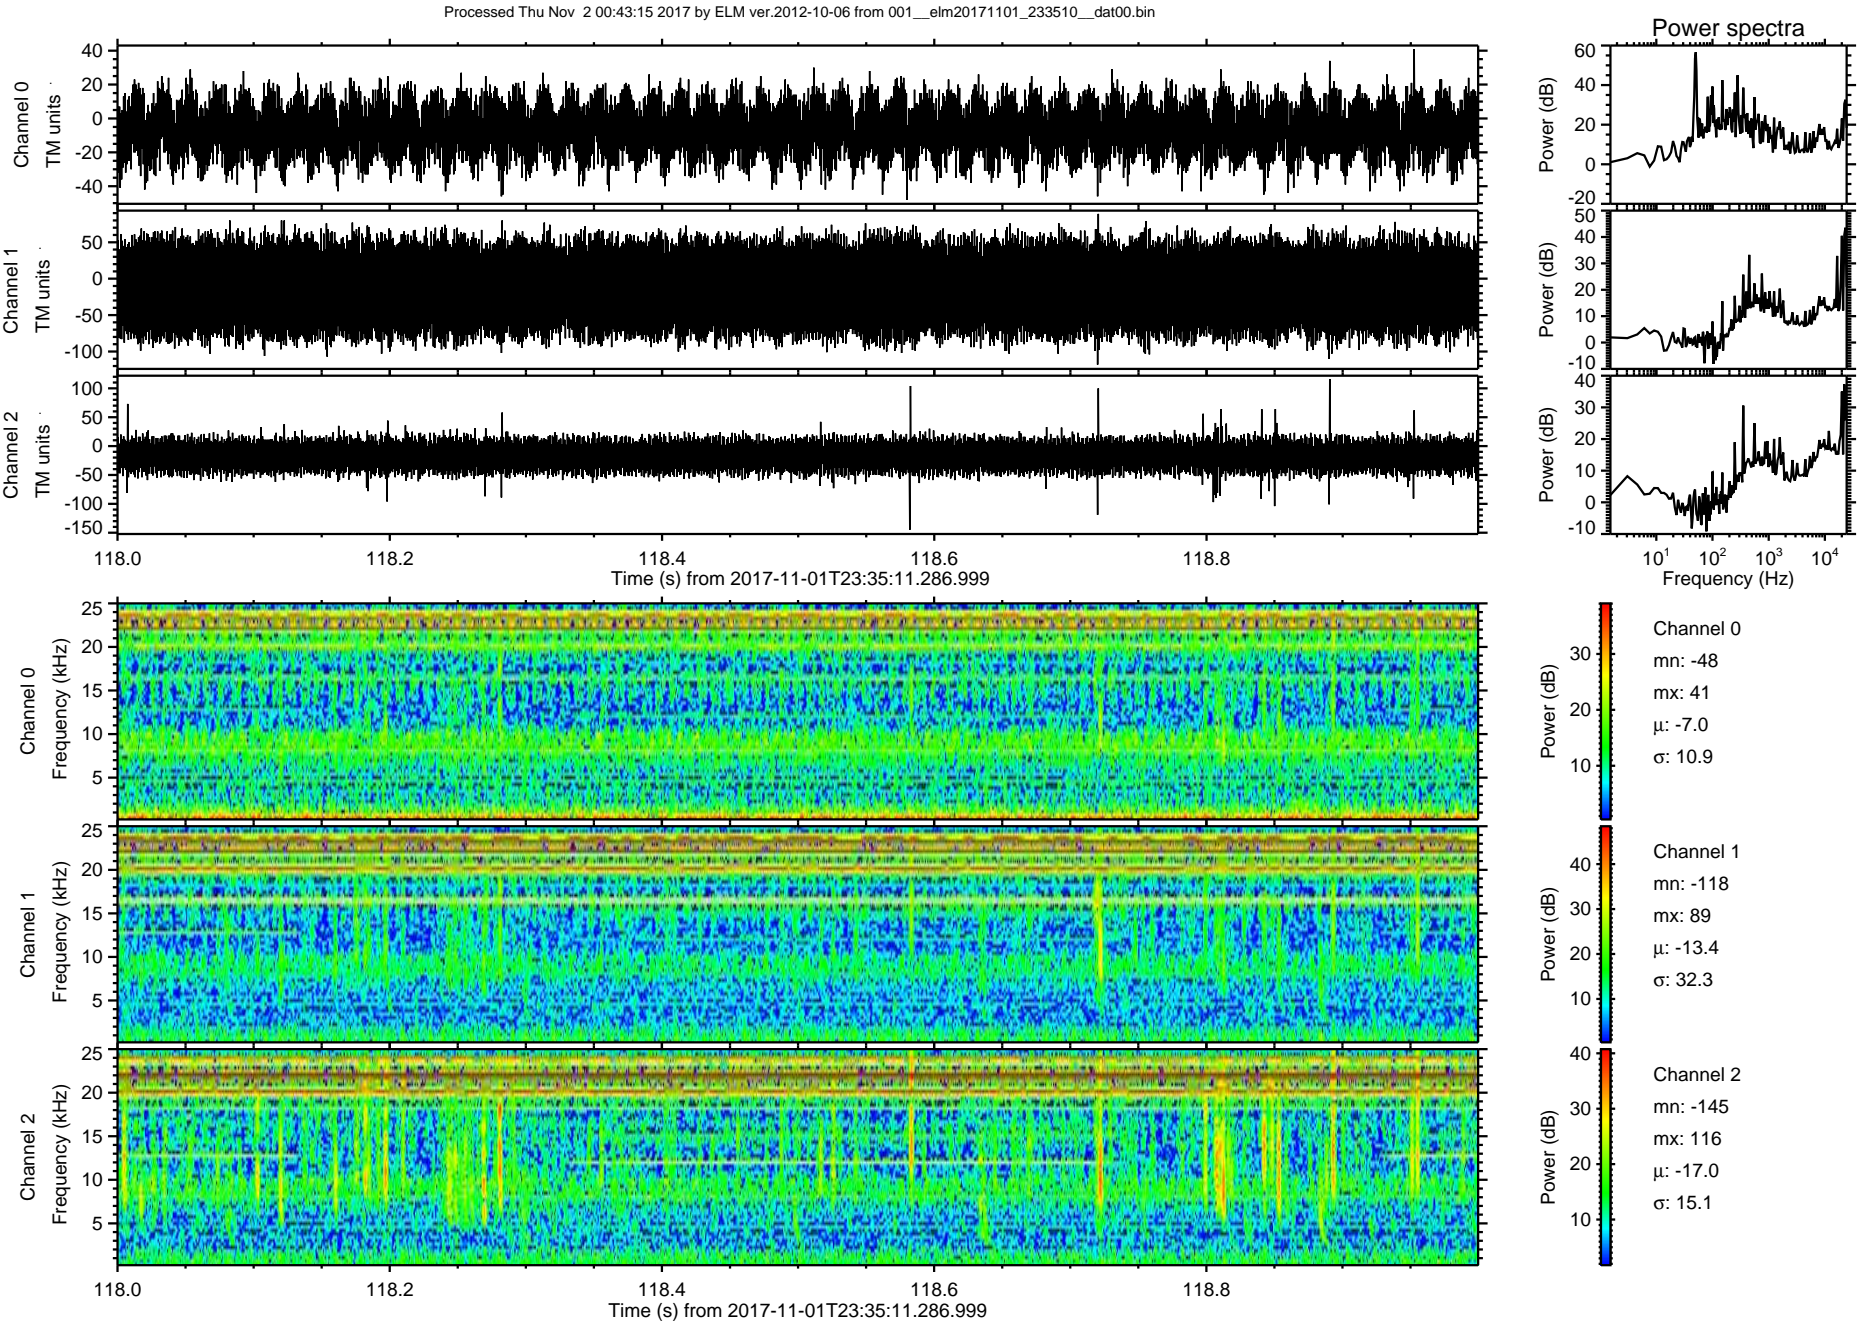 Processed Thu Nov  2 00:43:15 2017 by ELM ver.2012-10-06 from 001__elm20171101_233510__dat00.bin
Power spectra
Channel 0
TM units
40
20
0
-20
-40
Power (dB)
60
40
20
0
-20
Channel 1
TM units
50
0
-50
-100
Power (dB)
50
40
30
20
10
0
-10
Channel 2
TM units
100
50
0
-50
-100
-150
Power (dB)
40
30
20
10
0
-10
118.0 118.2 118.4 118.6 118.8
Time (s) from 2017-11-01T23:35:11.286.999
10^1 10^2 10^3 10^4
Frequency (Hz)
Channel 0
Frequency (kHz)
25
20
15
10
5
Power (dB)
30
20
10
Channel 0
mn: -48
mx: 41
μ: -7.0
σ: 10.9
Channel 1
Frequency (kHz)
25
20
15
10
5
Power (dB)
40
30
20
10
Channel 1
mn: -118
mx: 89
μ: -13.4
σ: 32.3
Channel 2
Frequency (kHz)
25
20
15
10
5
Power (dB)
40
30
20
10
Channel 2
mn: -145
mx: 116
μ: -17.0
σ: 15.1
118.0 118.2 118.4 118.6 118.8
Time (s) from 2017-11-01T23:35:11.286.999